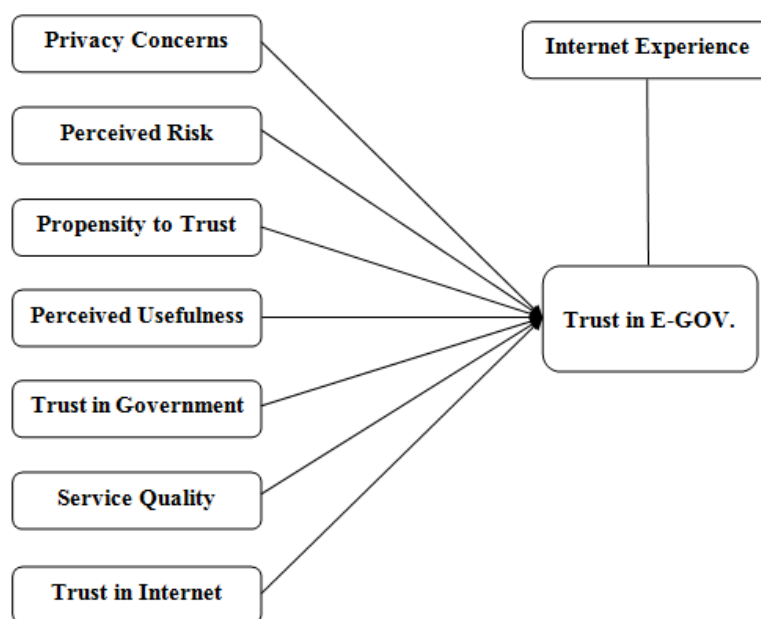 Privacy Concerns
Internet Experience
Perceived Risk
Propensity to Trust
Perceived Usefulness
Trust in E-GOV.
Trust in Government
Service Quality
Trust in Internet